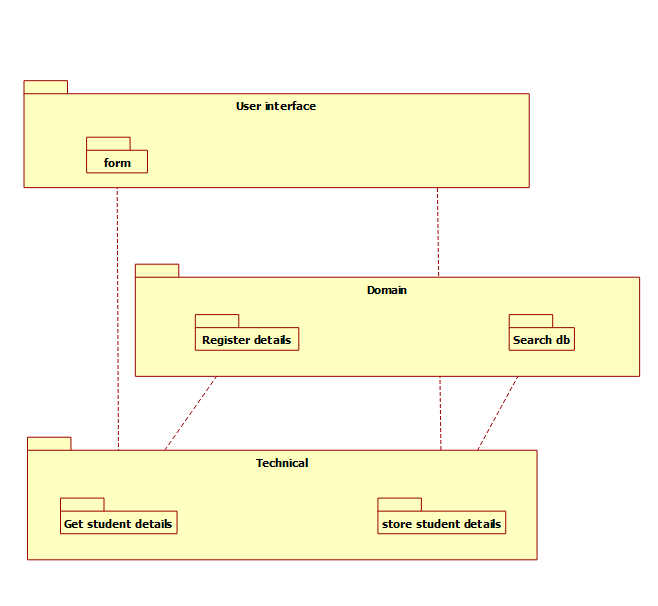 User interface
form
Domain
Register details
Search db
Technical
Get student details
store student details